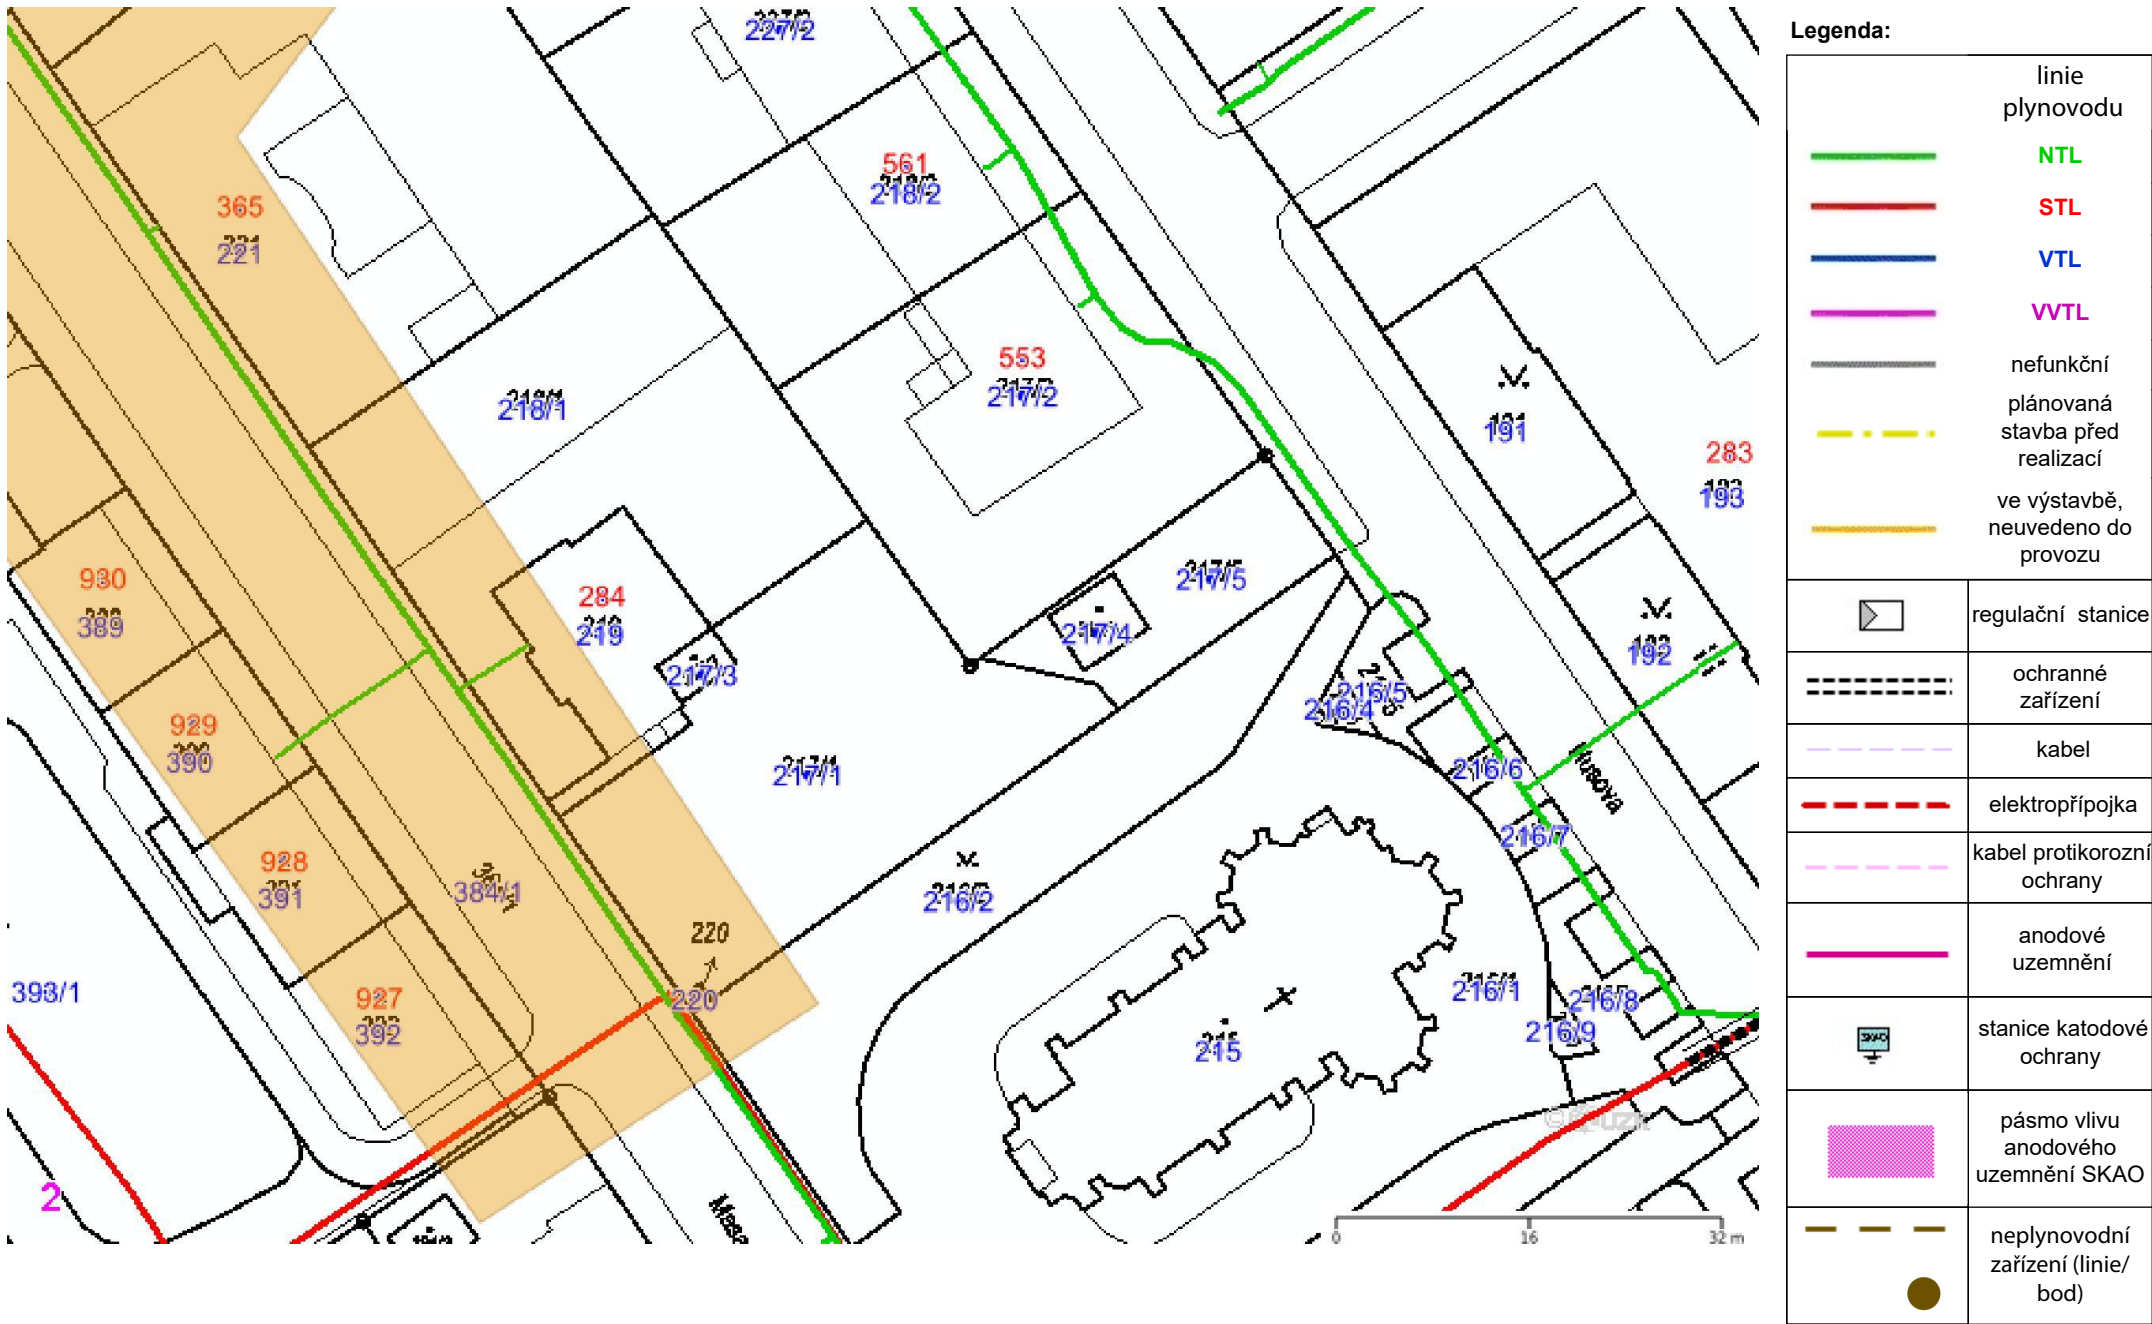 227/2
561
218/2
365
221
553
217/2
218/1
191
283
193
930
389
284
219
217/3
217/5
217/4
192
216/5
216/4
929
390
217/1
216/6
Husova
216/7
928
391
384/1
216/2
220
393/1
927
392
220
215
216/1
216/8
216/9
2
0
16
32 m
Legenda:
linie
plynovodu
NTL
STL
VTL
VVTL
nefunkční
plánovaná
stavba před
realizací
ve výstavbě,
neuvedeno do
provozu
regulační stanice
ochranné
zařízení
kabel
elektropřípojka
kabel protikorozní
ochrany
anodové
uzemnění
SKAO
stanice katodové
ochrany
pásmo vlivu
anodového
uzemnění SKAO
neplynovodní
zařízení (linie/
bod)